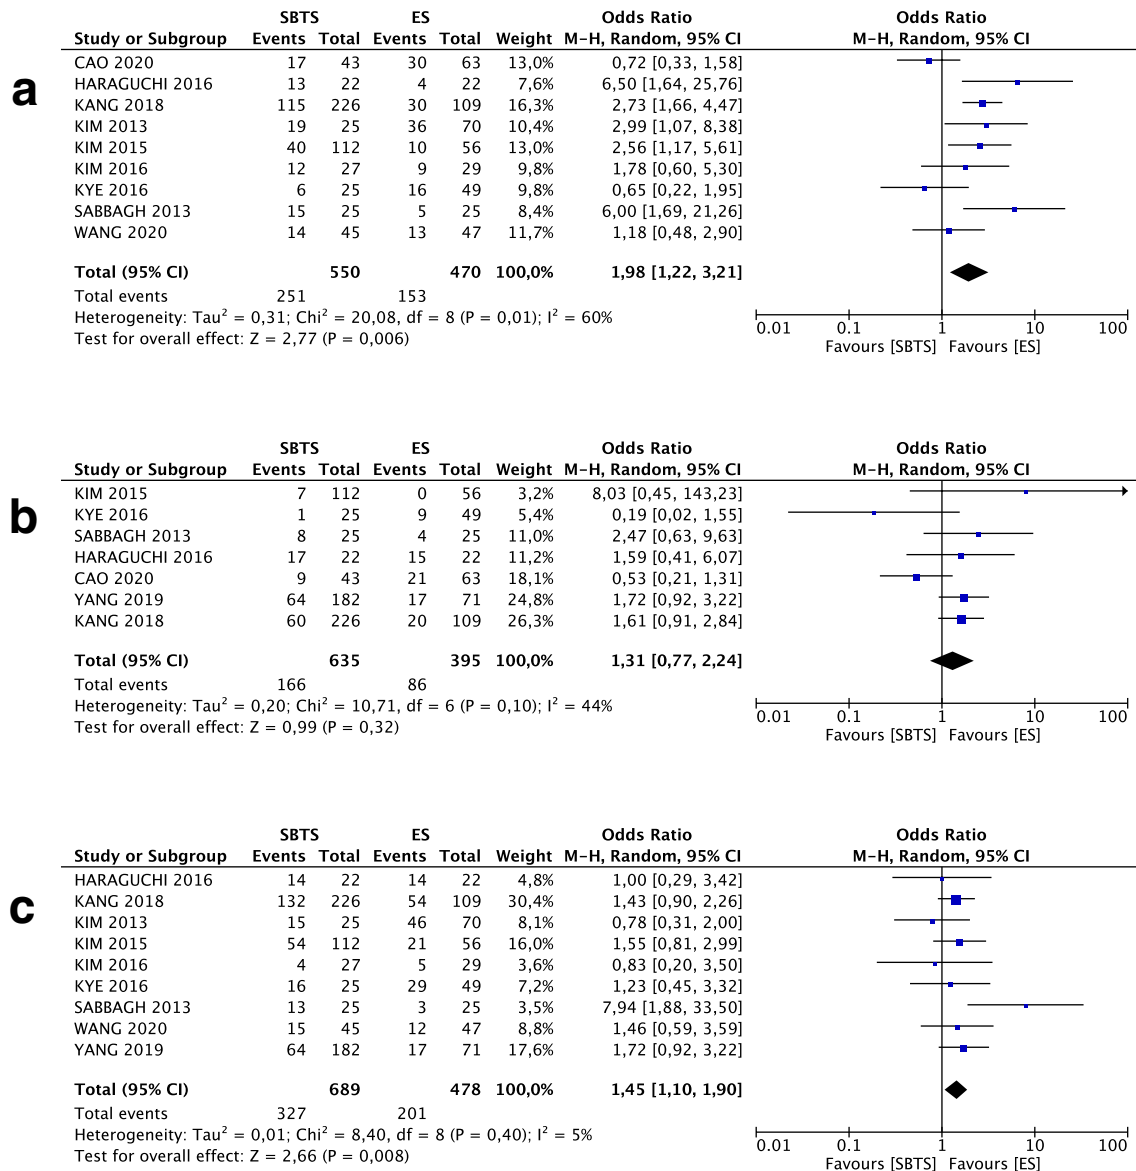 a
SBTS ES Odds Ratio Odds Ratio
Study or Subgroup Events Total Events Total Weight M-H, Random, 95% CI M-H, Random, 95% CI
CAO 2020 17 43 30 63 13,0% 0,72 [0,33, 1,58]
HARAGUCHI 2016 13 22 4 22 7,6% 6,50 [1,64, 25,76]
KANG 2018 115 226 30 109 16,3% 2,73 [1,66, 4,47]
KIM 2013 19 25 36 70 10,4% 2,99 [1,07, 8,38]
KIM 2015 40 112 10 56 13,0% 2,56 [1,17, 5,61]
KIM 2016 12 27 9 29 9,8% 1,78 [0,60, 5,30]
KYE 2016 6 25 16 49 9,8% 0,65 [0,22, 1,95]
SABBAGH 2013 15 25 5 25 8,4% 6,00 [1,69, 21,26]
WANG 2020 14 45 13 47 11,7% 1,18 [0,48, 2,90]
Total (95% CI) 550 470 100,0% 1,98 [1,22, 3,21]
Total events 251 153
Heterogeneity: Tau² = 0,31; Chi² = 20,08, df = 8 (P = 0,01); I² = 60%
Test for overall effect: Z = 2,77 (P = 0,006)
0.01 0.1 1 10 100
Favours [SBTS] Favours [ES]
b
SBTS ES Odds Ratio Odds Ratio
Study or Subgroup Events Total Events Total Weight M-H, Random, 95% CI M-H, Random, 95% CI
KIM 2015 7 112 0 56 3,2% 8,03 [0,45, 143,23]
KYE 2016 1 25 9 49 5,4% 0,19 [0,02, 1,55]
SABBAGH 2013 8 25 4 25 11,0% 2,47 [0,63, 9,63]
HARAGUCHI 2016 17 22 15 22 11,2% 1,59 [0,41, 6,07]
CAO 2020 9 43 21 63 18,1% 0,53 [0,21, 1,31]
YANG 2019 64 182 17 71 24,8% 1,72 [0,92, 3,22]
KANG 2018 60 226 20 109 26,3% 1,61 [0,91, 2,84]
Total (95% CI) 635 395 100,0% 1,31 [0,77, 2,24]
Total events 166 86
Heterogeneity: Tau² = 0,20; Chi² = 10,71, df = 6 (P = 0,10); I² = 44%
Test for overall effect: Z = 0,99 (P = 0,32)
0.01 0.1 1 10 100
Favours [SBTS] Favours [ES]
c
SBTS ES Odds Ratio Odds Ratio
Study or Subgroup Events Total Events Total Weight M-H, Random, 95% CI M-H, Random, 95% CI
HARAGUCHI 2016 14 22 14 22 4,8% 1,00 [0,29, 3,42]
KANG 2018 132 226 54 109 30,4% 1,43 [0,90, 2,26]
KIM 2013 15 25 46 70 8,1% 0,78 [0,31, 2,00]
KIM 2015 54 112 21 56 16,0% 1,55 [0,81, 2,99]
KIM 2016 4 27 5 29 3,6% 0,83 [0,20, 3,50]
KYE 2016 16 25 29 49 7,2% 1,23 [0,45, 3,32]
SABBAGH 2013 13 25 3 25 3,5% 7,94 [1,88, 33,50]
WANG 2020 15 45 12 47 8,8% 1,46 [0,59, 3,59]
YANG 2019 64 182 17 71 17,6% 1,72 [0,92, 3,22]
Total (95% CI) 689 478 100,0% 1,45 [1,10, 1,90]
Total events 327 201
Heterogeneity: Tau² = 0,01; Chi² = 8,40, df = 8 (P = 0,40); I² = 5%
Test for overall effect: Z = 2,66 (P = 0,008)
0.01 0.1 1 10 100
Favours [SBTS] Favours [ES]